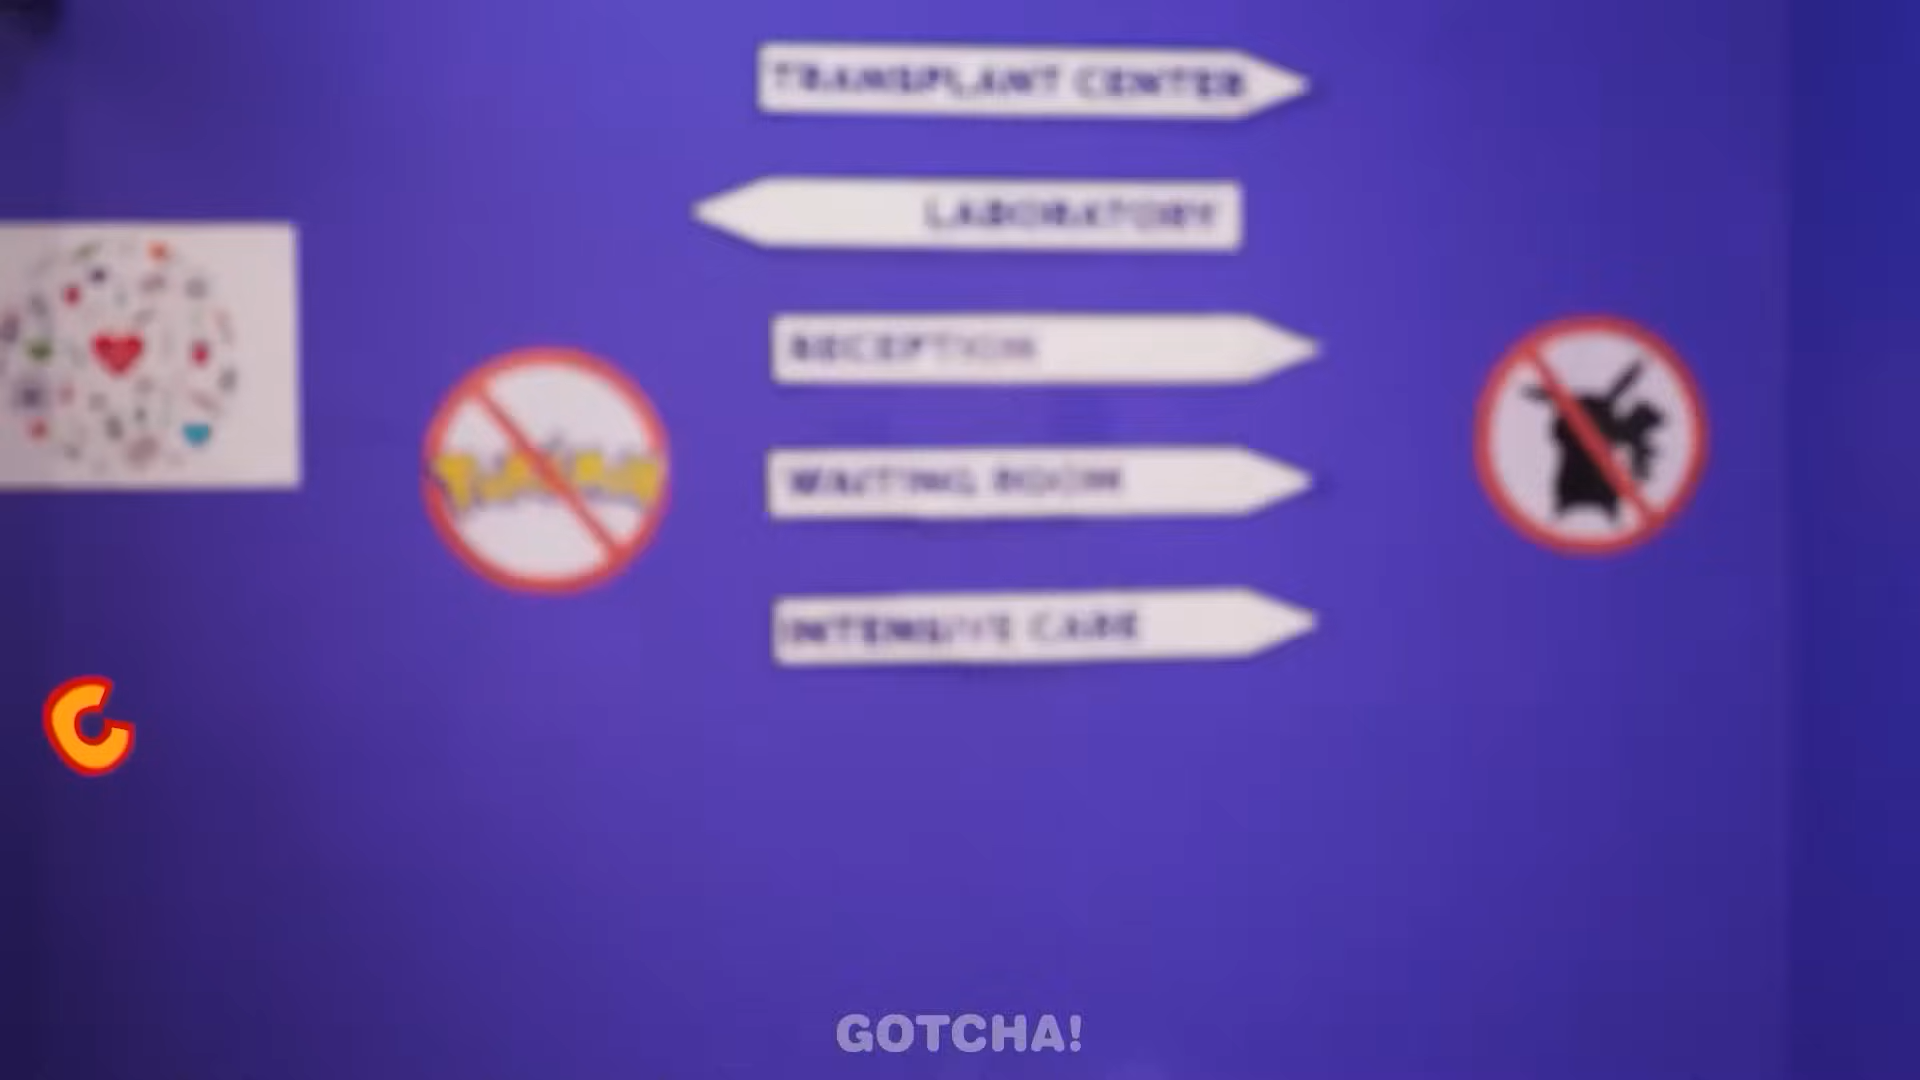 TRANSPLANT CENTER
LABORATORY
RECEPTION
WAITING ROOM
INTENSIVE CARE
C
GOTCHA!